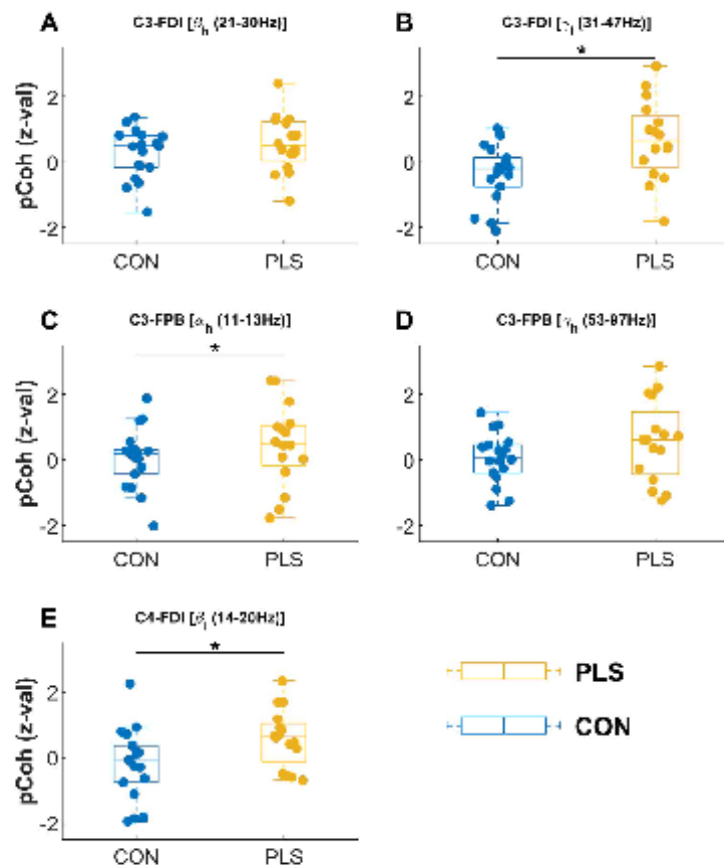 A C3-FDI [βh (21-30Hz)]
pCoh (z-val)
2
0
-2
CON PLS
B C3-FDI [γl (31-47Hz)]
*
2
0
-2
CON PLS
C C3-FPB [αh (11-13Hz)]
*
pCoh (z-val)
2
0
-2
CON PLS
D C3-FPB [γh (53-97Hz)]
2
0
-2
CON PLS
E C4-FDI [βl (14-20Hz)]
*
pCoh (z-val)
2
0
-2
CON PLS
PLS
CON